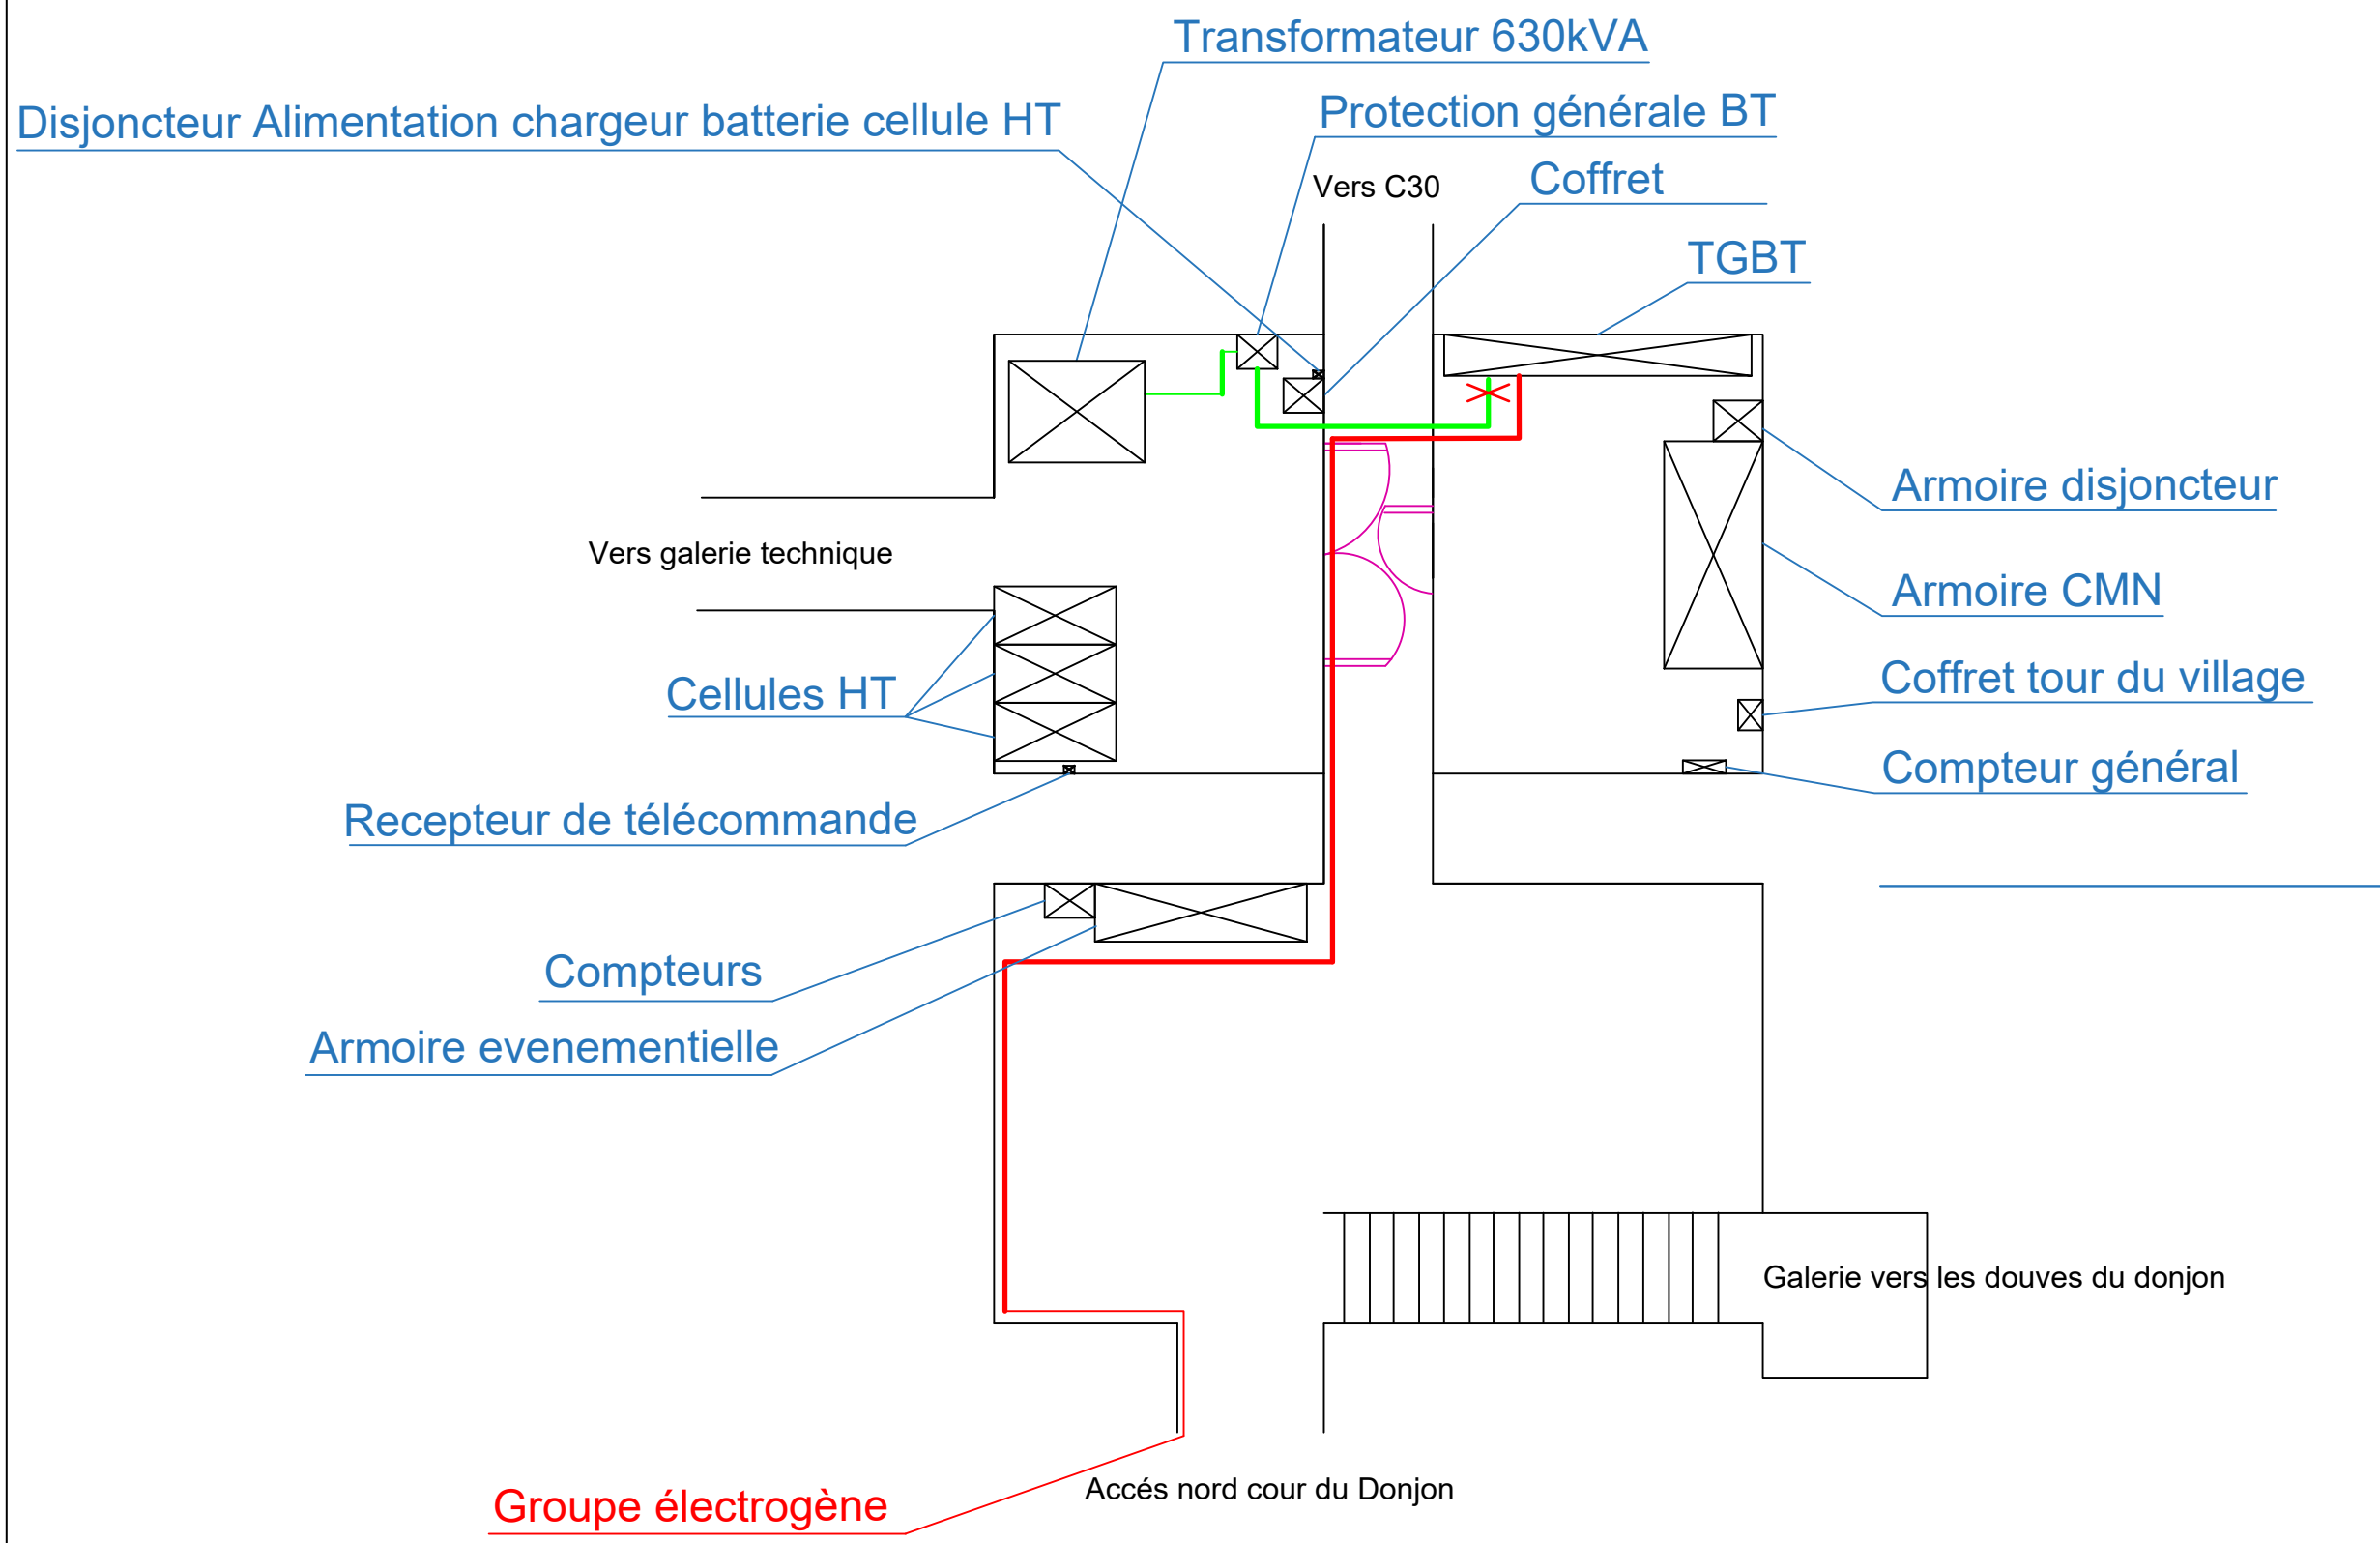 Transformateur 630kVA
Disjoncteur Alimentation chargeur batterie cellule HT
Protection générale BT
Vers C30
Coffret
TGBT
Armoire disjoncteur
Vers galerie technique
Armoire CMN
Cellules HT
Coffret tour du village
Compteur général
Recepteur de télécommande
Compteurs
Armoire evenementielle
Galerie vers les douves du donjon
Accés nord cour du Donjon
Groupe électrogène